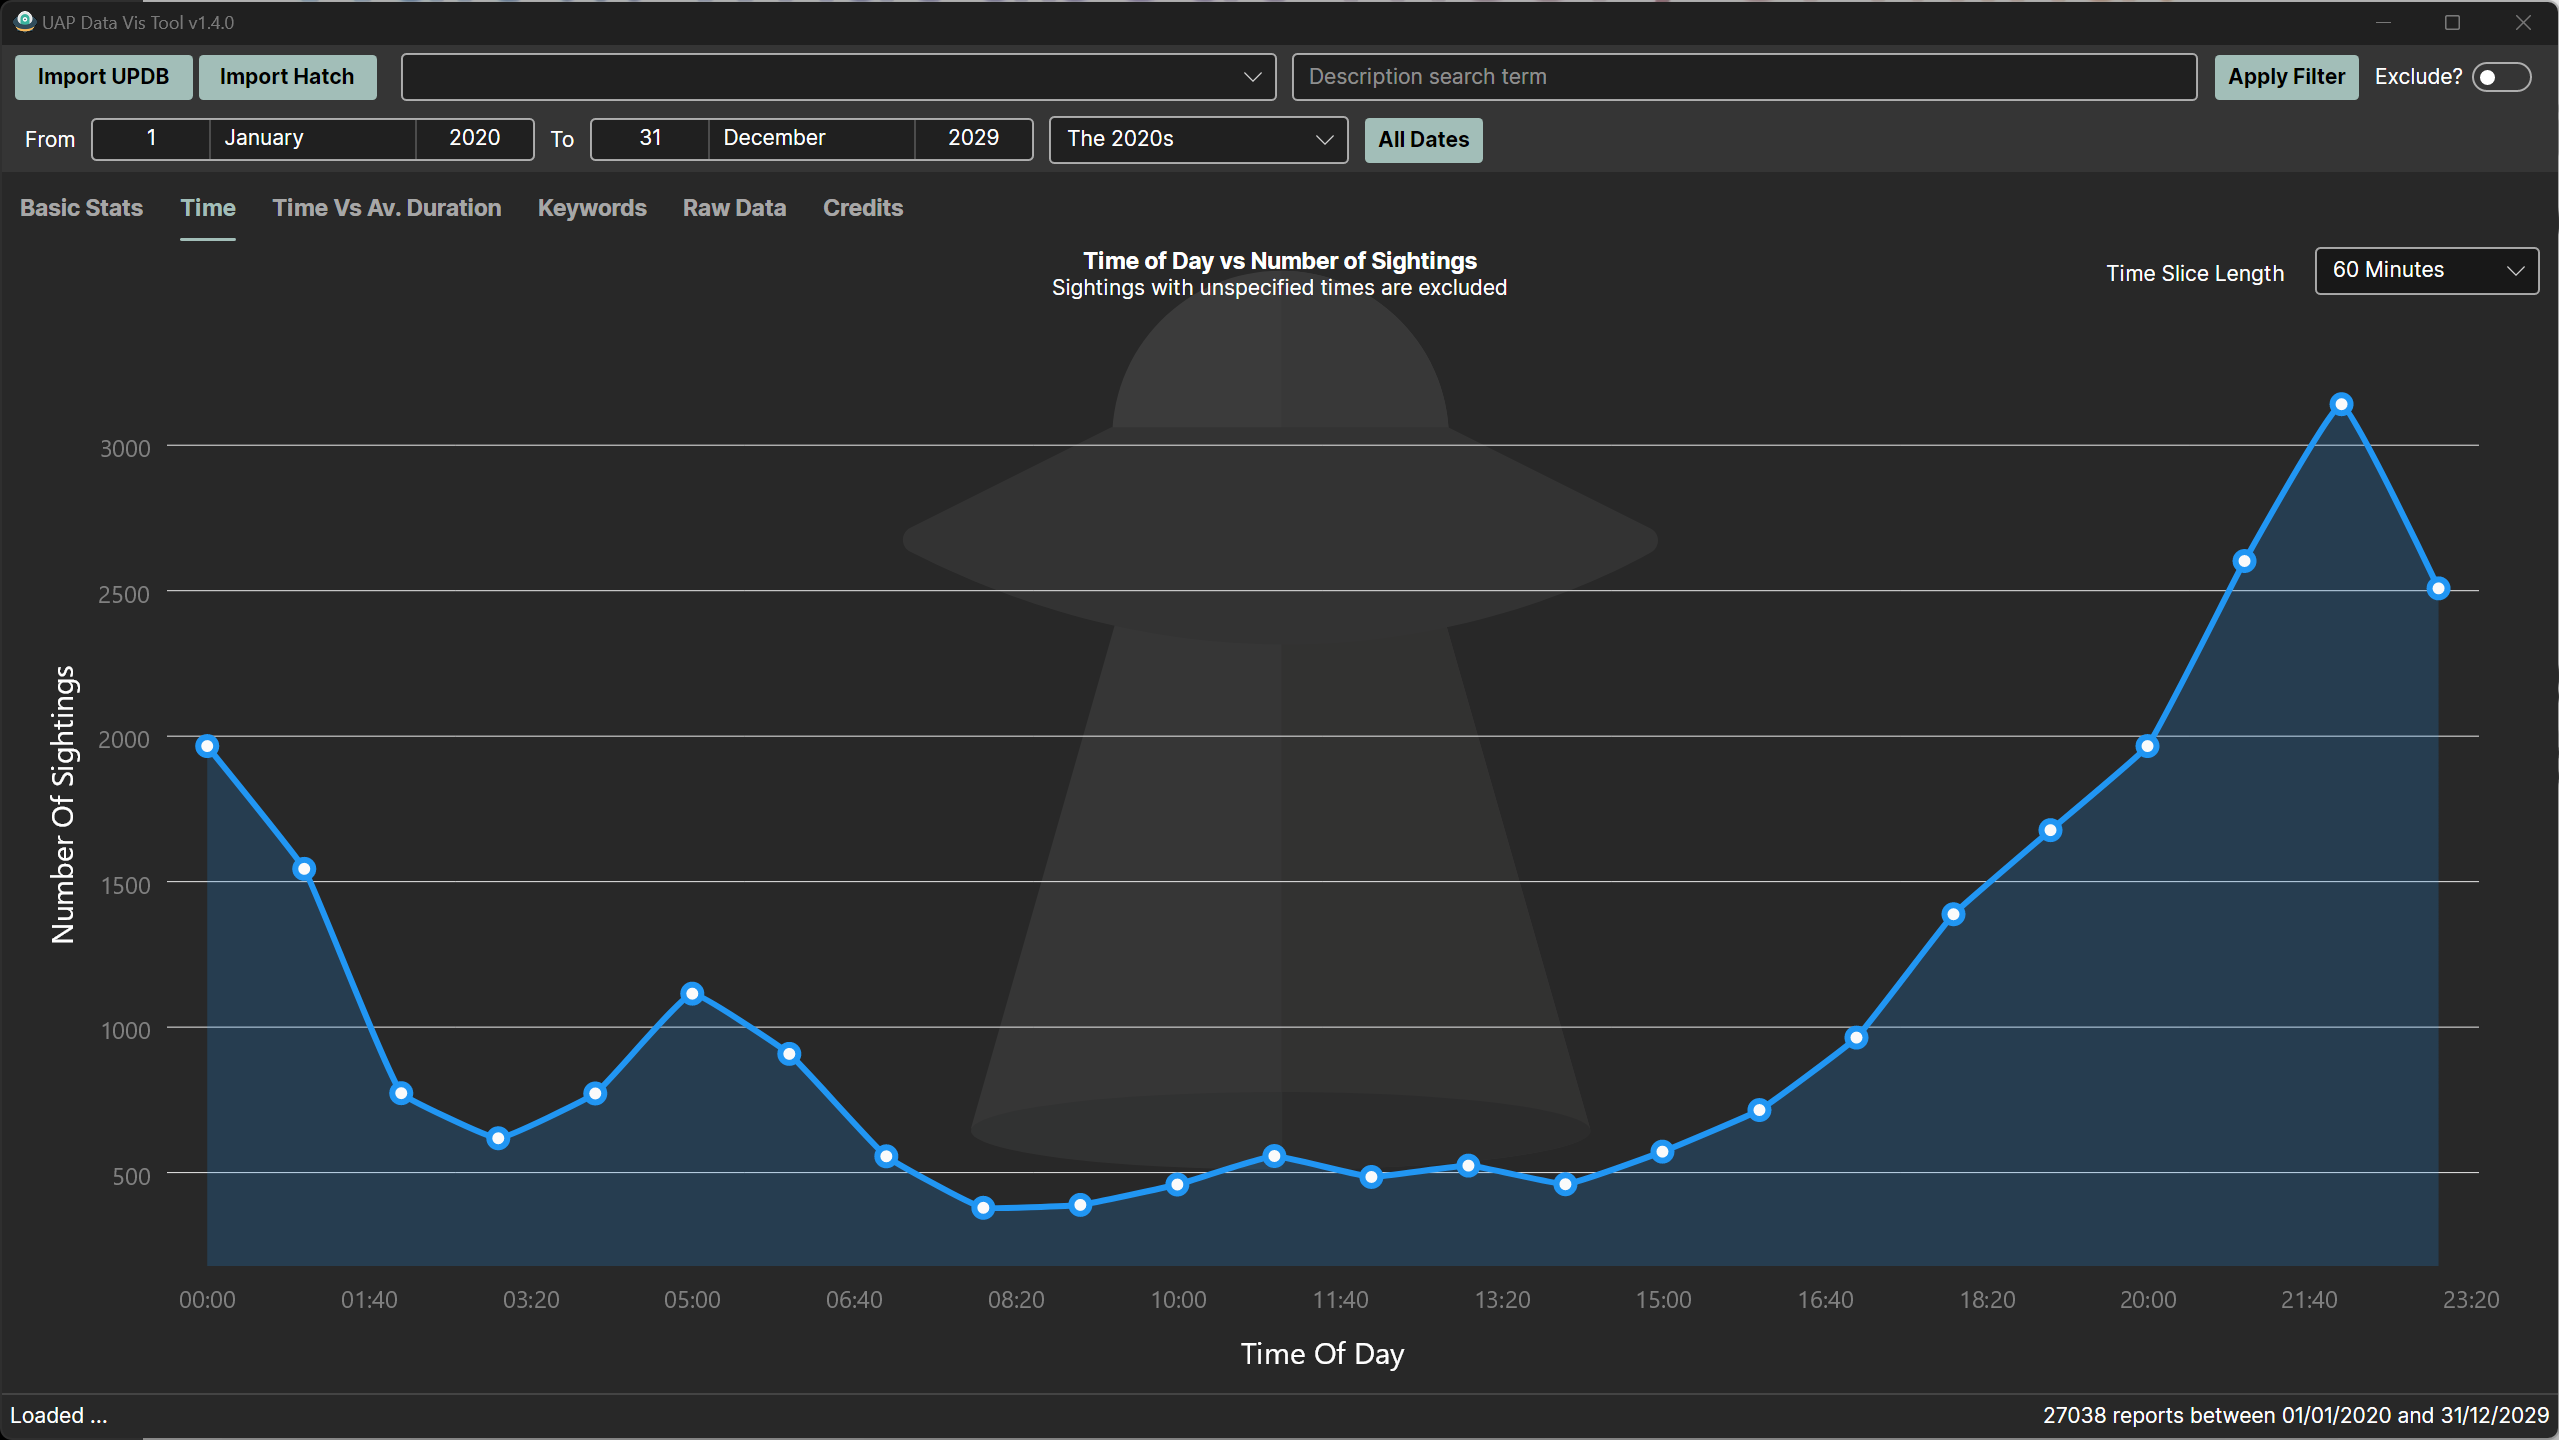 UAP Data Vis Tool v1.4.0
Import UPDB Import Hatch Description search term Apply Filter Exclude?
From 1 January 2020 To 31 December 2029 The 2020s All Dates
Basic Stats Time Time Vs Av. Duration Keywords Raw Data Credits
Time of Day vs Number of Sightings
Sightings with unspecified times are excluded
Time Slice Length 60 Minutes
3000
2500
2000
1500
1000
500
Number Of Sightings
00:00 01:40 03:20 05:00 06:40 08:20 10:00 11:40 13:20 15:00 16:40 18:20 20:00 21:40 23:20
Time Of Day
Loaded ... 27038 reports between 01/01/2020 and 31/12/2029